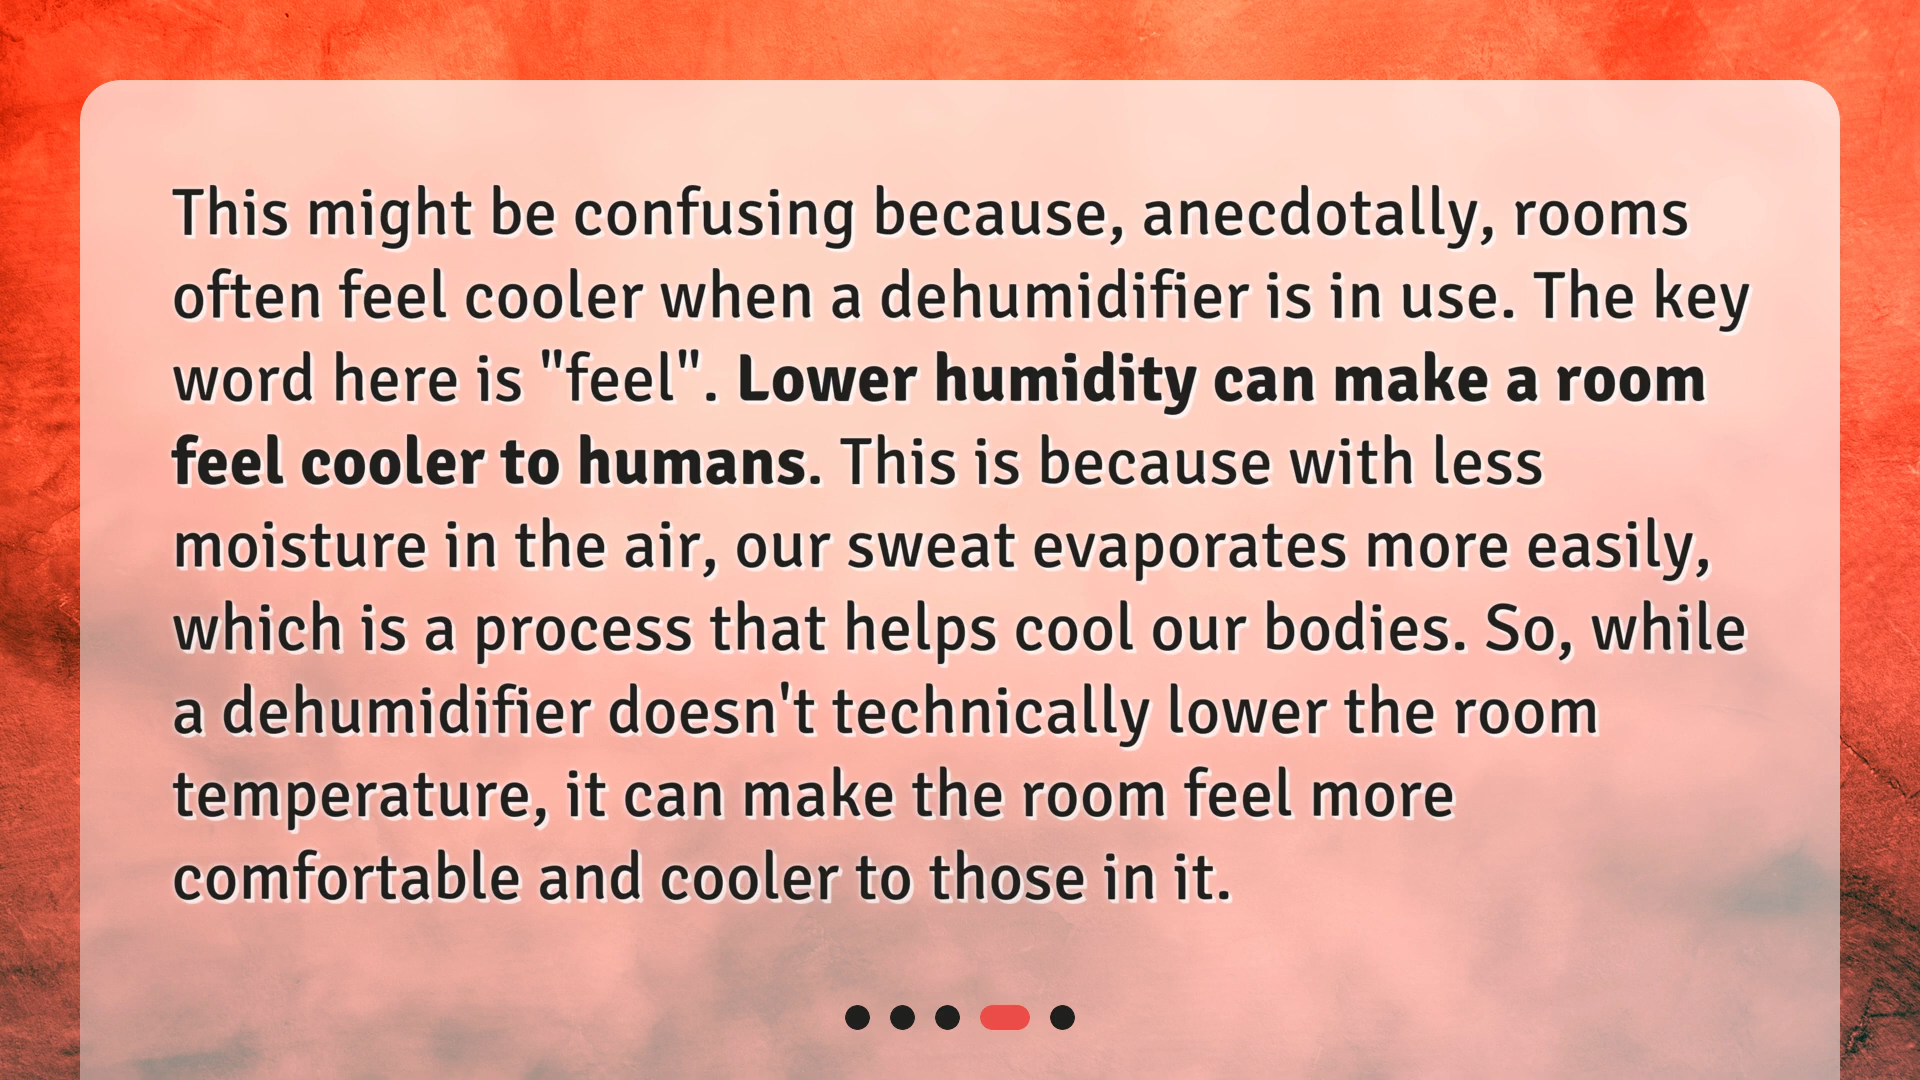 This might be confusing because, anecdotally, rooms
often feel cooler when a dehumidifier is in use. The key
word here is "feel". Lower humidity can make a room
feel cooler to humans. This is because with less
moisture in the air, our sweat evaporates more easily,
which is a process that helps cool our bodies. So, while
a dehumidifier doesn't technically lower the room
temperature, it can make the room feel more
comfortable and cooler to those in it.